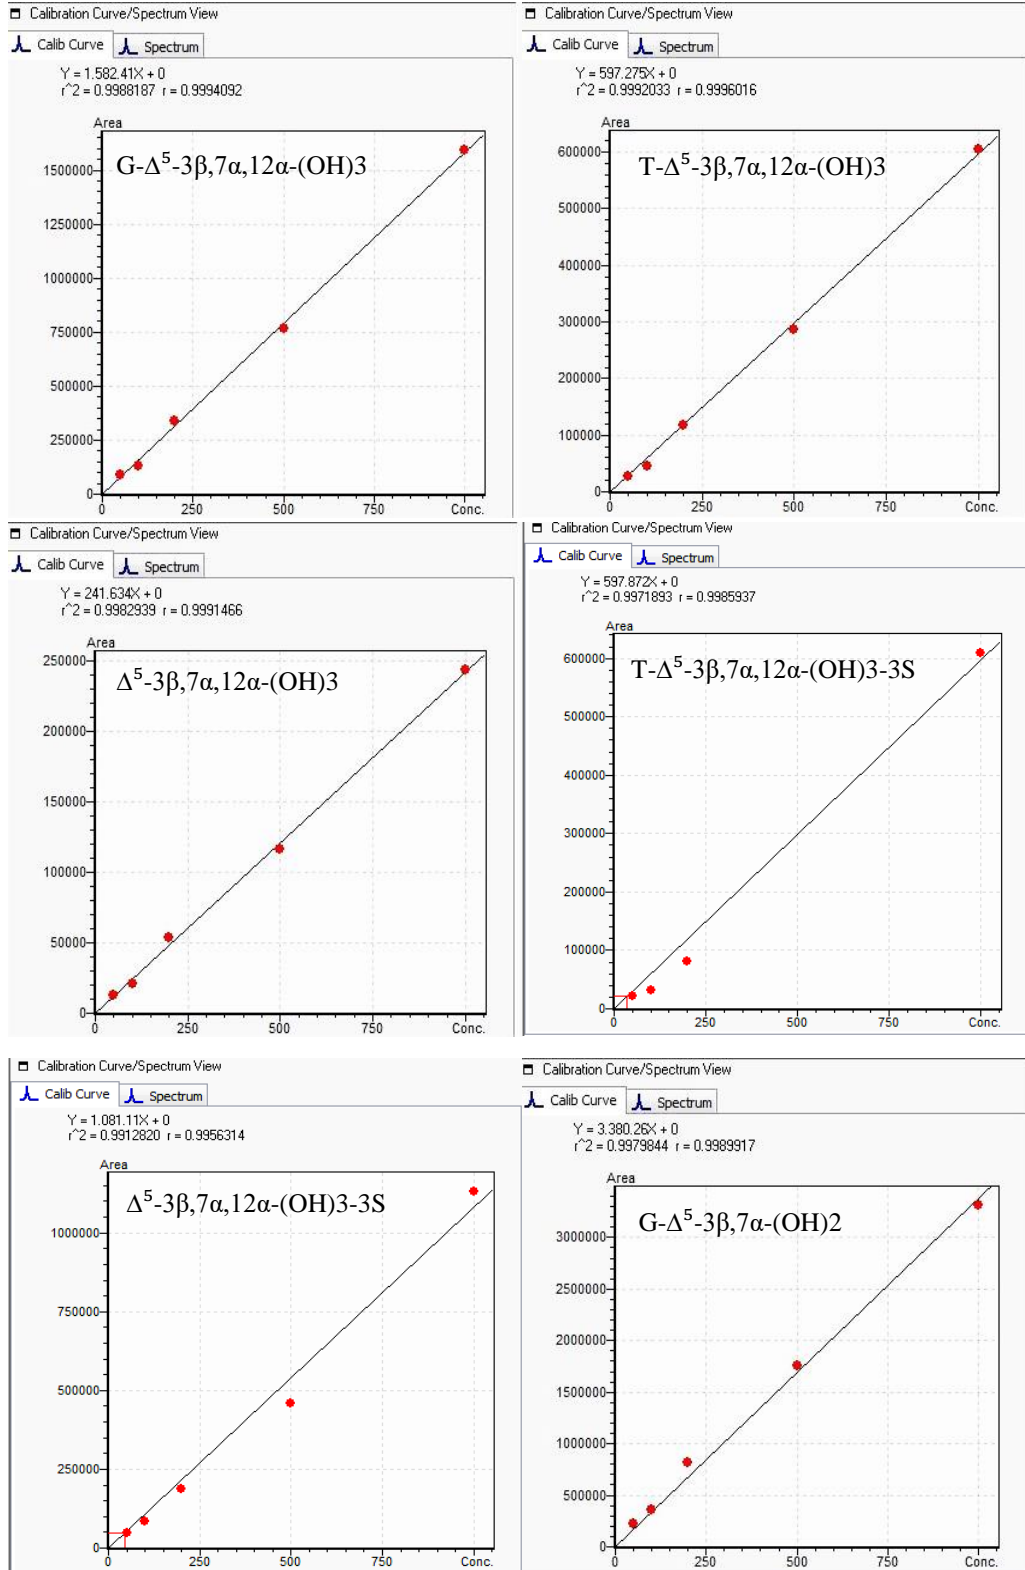 Calibration Curve/Spectrum View
Calib Curve Spectrum
Y = 1.582.41X + 0
r^2 = 0.9988187 r = 0.9994092
Area
G-Δ⁵-3β,7α,12α-(OH)3
1500000
1250000
1000000
750000
500000
250000
0
0 250 500 750 Conc.
Calibration Curve/Spectrum View
Calib Curve Spectrum
Y = 597.275X + 0
r^2 = 0.9992033 r = 0.9996016
Area
T-Δ⁵-3β,7α,12α-(OH)3
600000
500000
400000
300000
200000
100000
0
0 250 500 750 Conc.
Calibration Curve/Spectrum View
Calib Curve Spectrum
Y = 241.634X + 0
r^2 = 0.9982939 r = 0.9991466
Area
Δ⁵-3β,7α,12α-(OH)3
250000
200000
150000
100000
50000
0
0 250 500 750 Conc.
Calibration Curve/Spectrum View
Calib Curve Spectrum
Y = 597.872X + 0
r^2 = 0.9971893 r = 0.9985937
Area
T-Δ⁵-3β,7α,12α-(OH)3-3S
600000
500000
400000
300000
200000
100000
0
0 250 500 750 Conc.
Calibration Curve/Spectrum View
Calib Curve Spectrum
Y = 1.081.11X + 0
r^2 = 0.9912820 r = 0.9956314
Area
Δ⁵-3β,7α,12α-(OH)3-3S
1000000
750000
500000
250000
0
0 250 500 750 Conc.
Calibration Curve/Spectrum View
Calib Curve Spectrum
Y = 3.380.26X + 0
r^2 = 0.9979844 r = 0.9989917
Area
G-Δ⁵-3β,7α-(OH)2
3000000
2500000
2000000
1500000
1000000
500000
0
0 250 500 750 Conc.